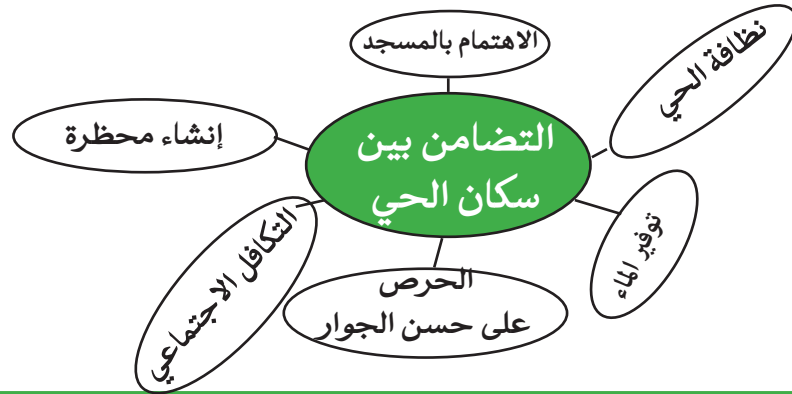 الاهتمام بالمسجد
نظافة الحي
إنشاء محظرة
التضامن بين
سكان الحي
توفير الماء
التكافل الاجتماعي
الحرص
على حسن الجوار